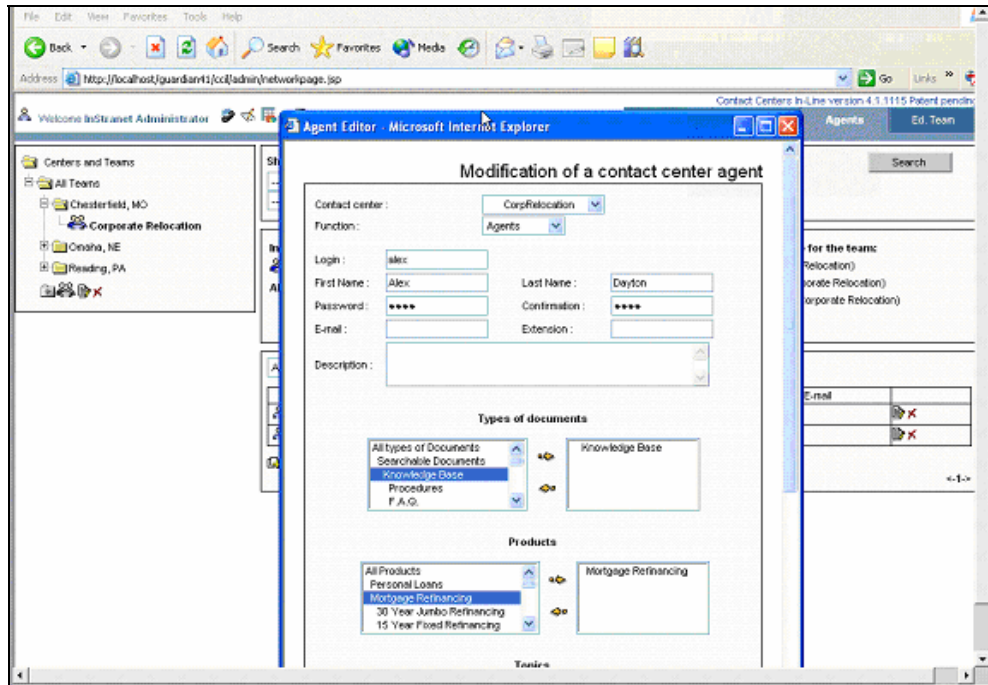 File Edit View Favorites Tools Help
Back Search Favorites Media
Address http://localhost/guardian41/ccil/admin/networkpage.jsp Go Links
Contact Centers In-Line version 4.1.1115 Patent pending
Welcome InStranet Administrator
Agents Ed. Team
Agent Editor - Microsoft Internet Explorer
Centers and Teams
All Teams
Chesterfield, MO
Corporate Relocation
Omaha, NE
Reading, PA
Sh
Search
Modification of a contact center agent
Contact center : CorpRelocation
Function : Agents
Login : alex
First Name : Alex Last Name : Dayton
Password : •••• Confirmation : ••••
E-mail : Extension :
Description :
for the team:
Relocation)
orate Relocation)
orporate Relocation)
E-mail
<-1->
Types of documents
All types of Documents
Searchable Documents
Knowledge Base
Procedures
F.A.Q.
Knowledge Base
Products
All Products
Personal Loans
Mortgage Refinancing
30 Year Jumbo Refinancing
15 Year Fixed Refinancing
Mortgage Refinancing
Topics